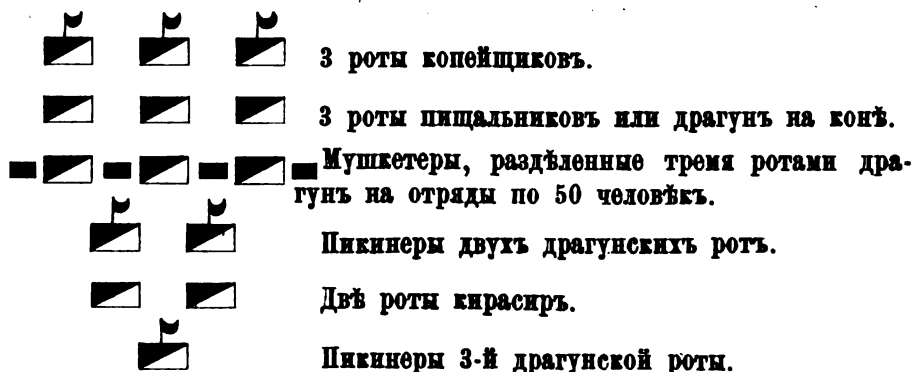 3 роты копейщиковъ.
3 роты пищальниковъ или драгунъ на конѣ.
Мушкетеры, раздѣленные тремя ротами дра-
гунъ на отряды по 50 человѣкъ.
Пикинеры двухъ драгунскихъ ротъ.
Двѣ роты кирасир.
Пикинеры 3-й драгунской роты.